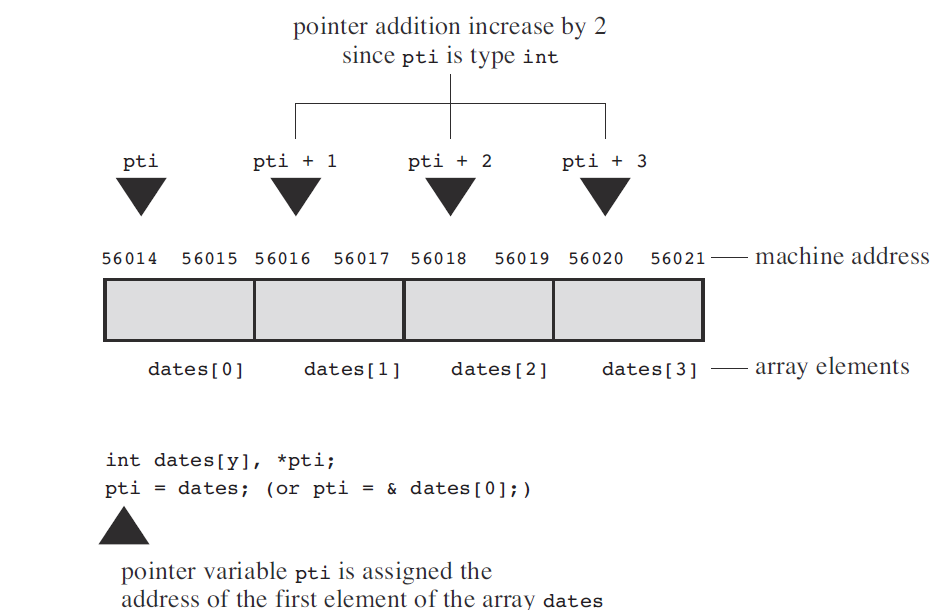 pointer addition increase by 2
since pti is type int
pti pti + 1 pti + 2 pti + 3
56014 56015 56016 56017 56018 56019 56020 56021 machine address
dates[0] dates[1] dates[2] dates[3] array elements
int dates[y], *pti;
pti = dates; (or pti = & dates[0];)
pointer variable pti is assigned the
address of the first element of the array dates